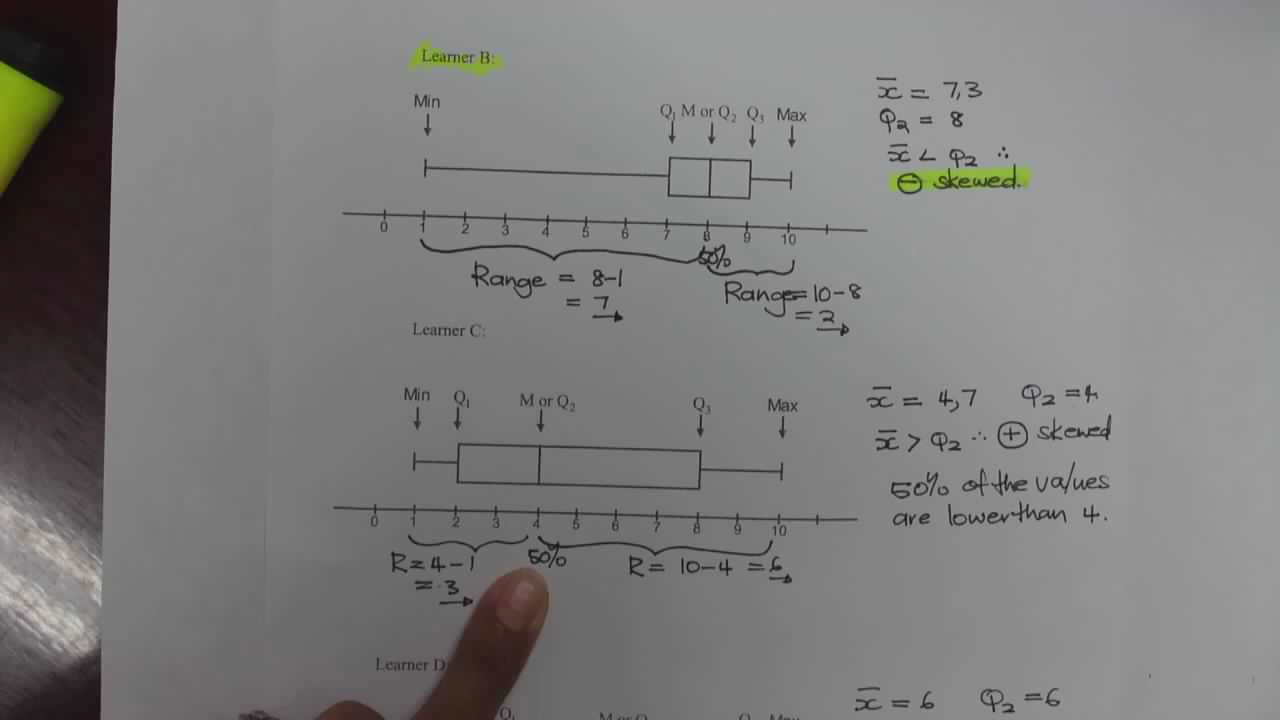 Learner B:
Min
Q₁ M or Q₂ Q₃ Max
x̄ = 7,3
Q₂ = 8
x̄ < Q₂ ∴
⊖ skewed.
0 1 2 3 4 5 6 7 8 9 10
50%
Range = 8-1
= 7
Range = 10-8
= 2
Learner C:
Min Q₁ M or Q₂ Q₃ Max
x̄ = 4,7 Q₂ = 4
x̄ > Q₂ ∴ ⊕ skewed
50% of the values
are lower than 4.
0 1 2 3 4 5 6 7 8 9 10
R = 4-1
= 3
50%
R = 10-4 = 6
Learner D
x̄ = 6 Q₂ = 6
Q₁ M or Q Max